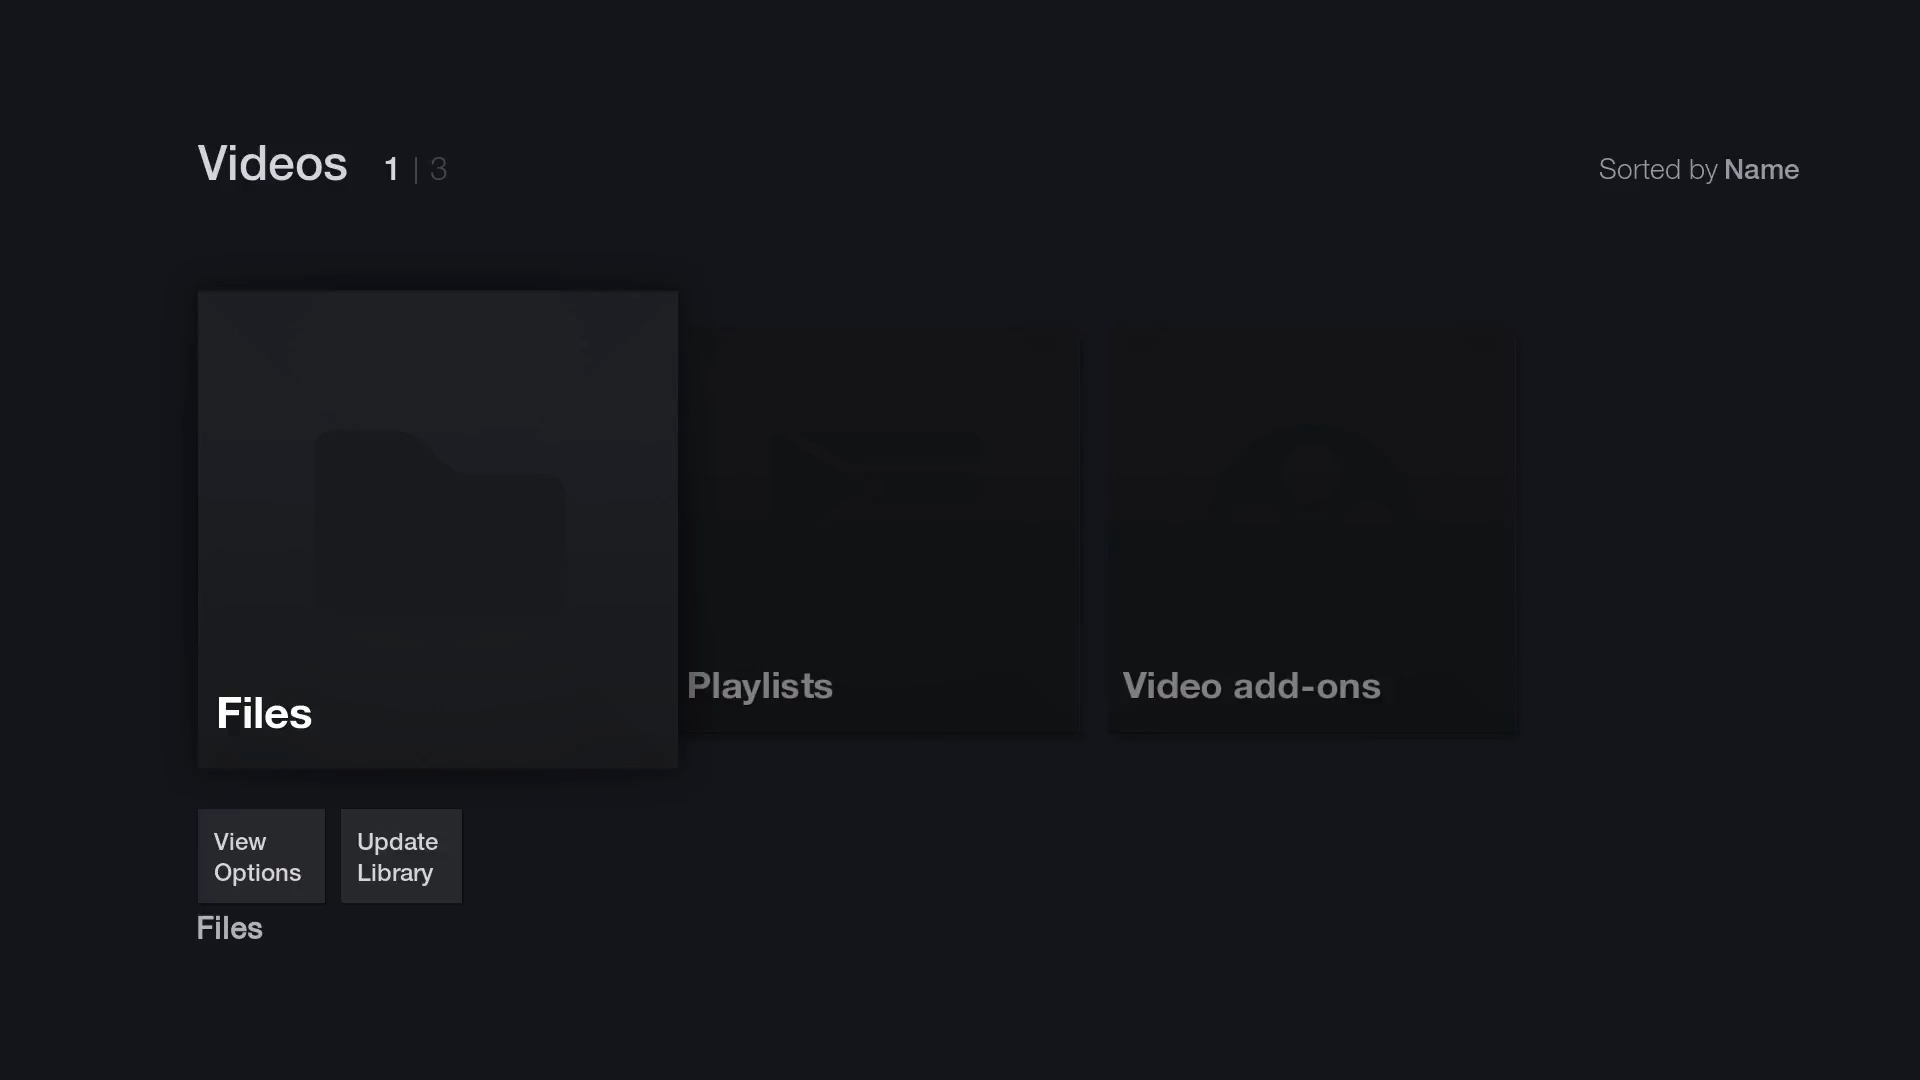 Videos 1 | 3
Sorted by Name
Files
Playlists
Video add-ons
View
Options
Update
Library
Files